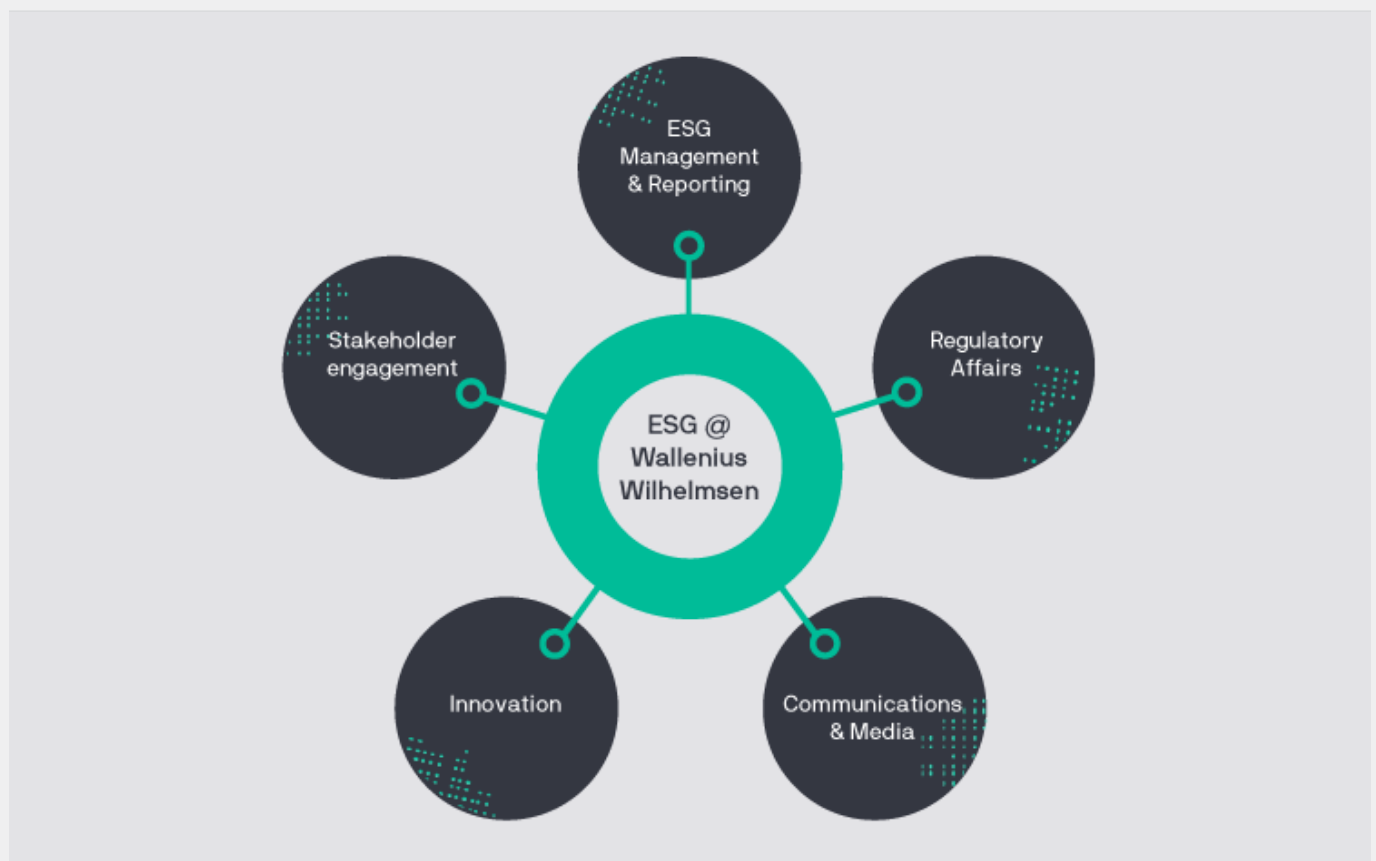 ESG
Management
& Reporting
Stakeholder
engagement
Regulatory
Affairs
ESG @
Wallenius
Wilhelmsen
Innovation
Communications
& Media